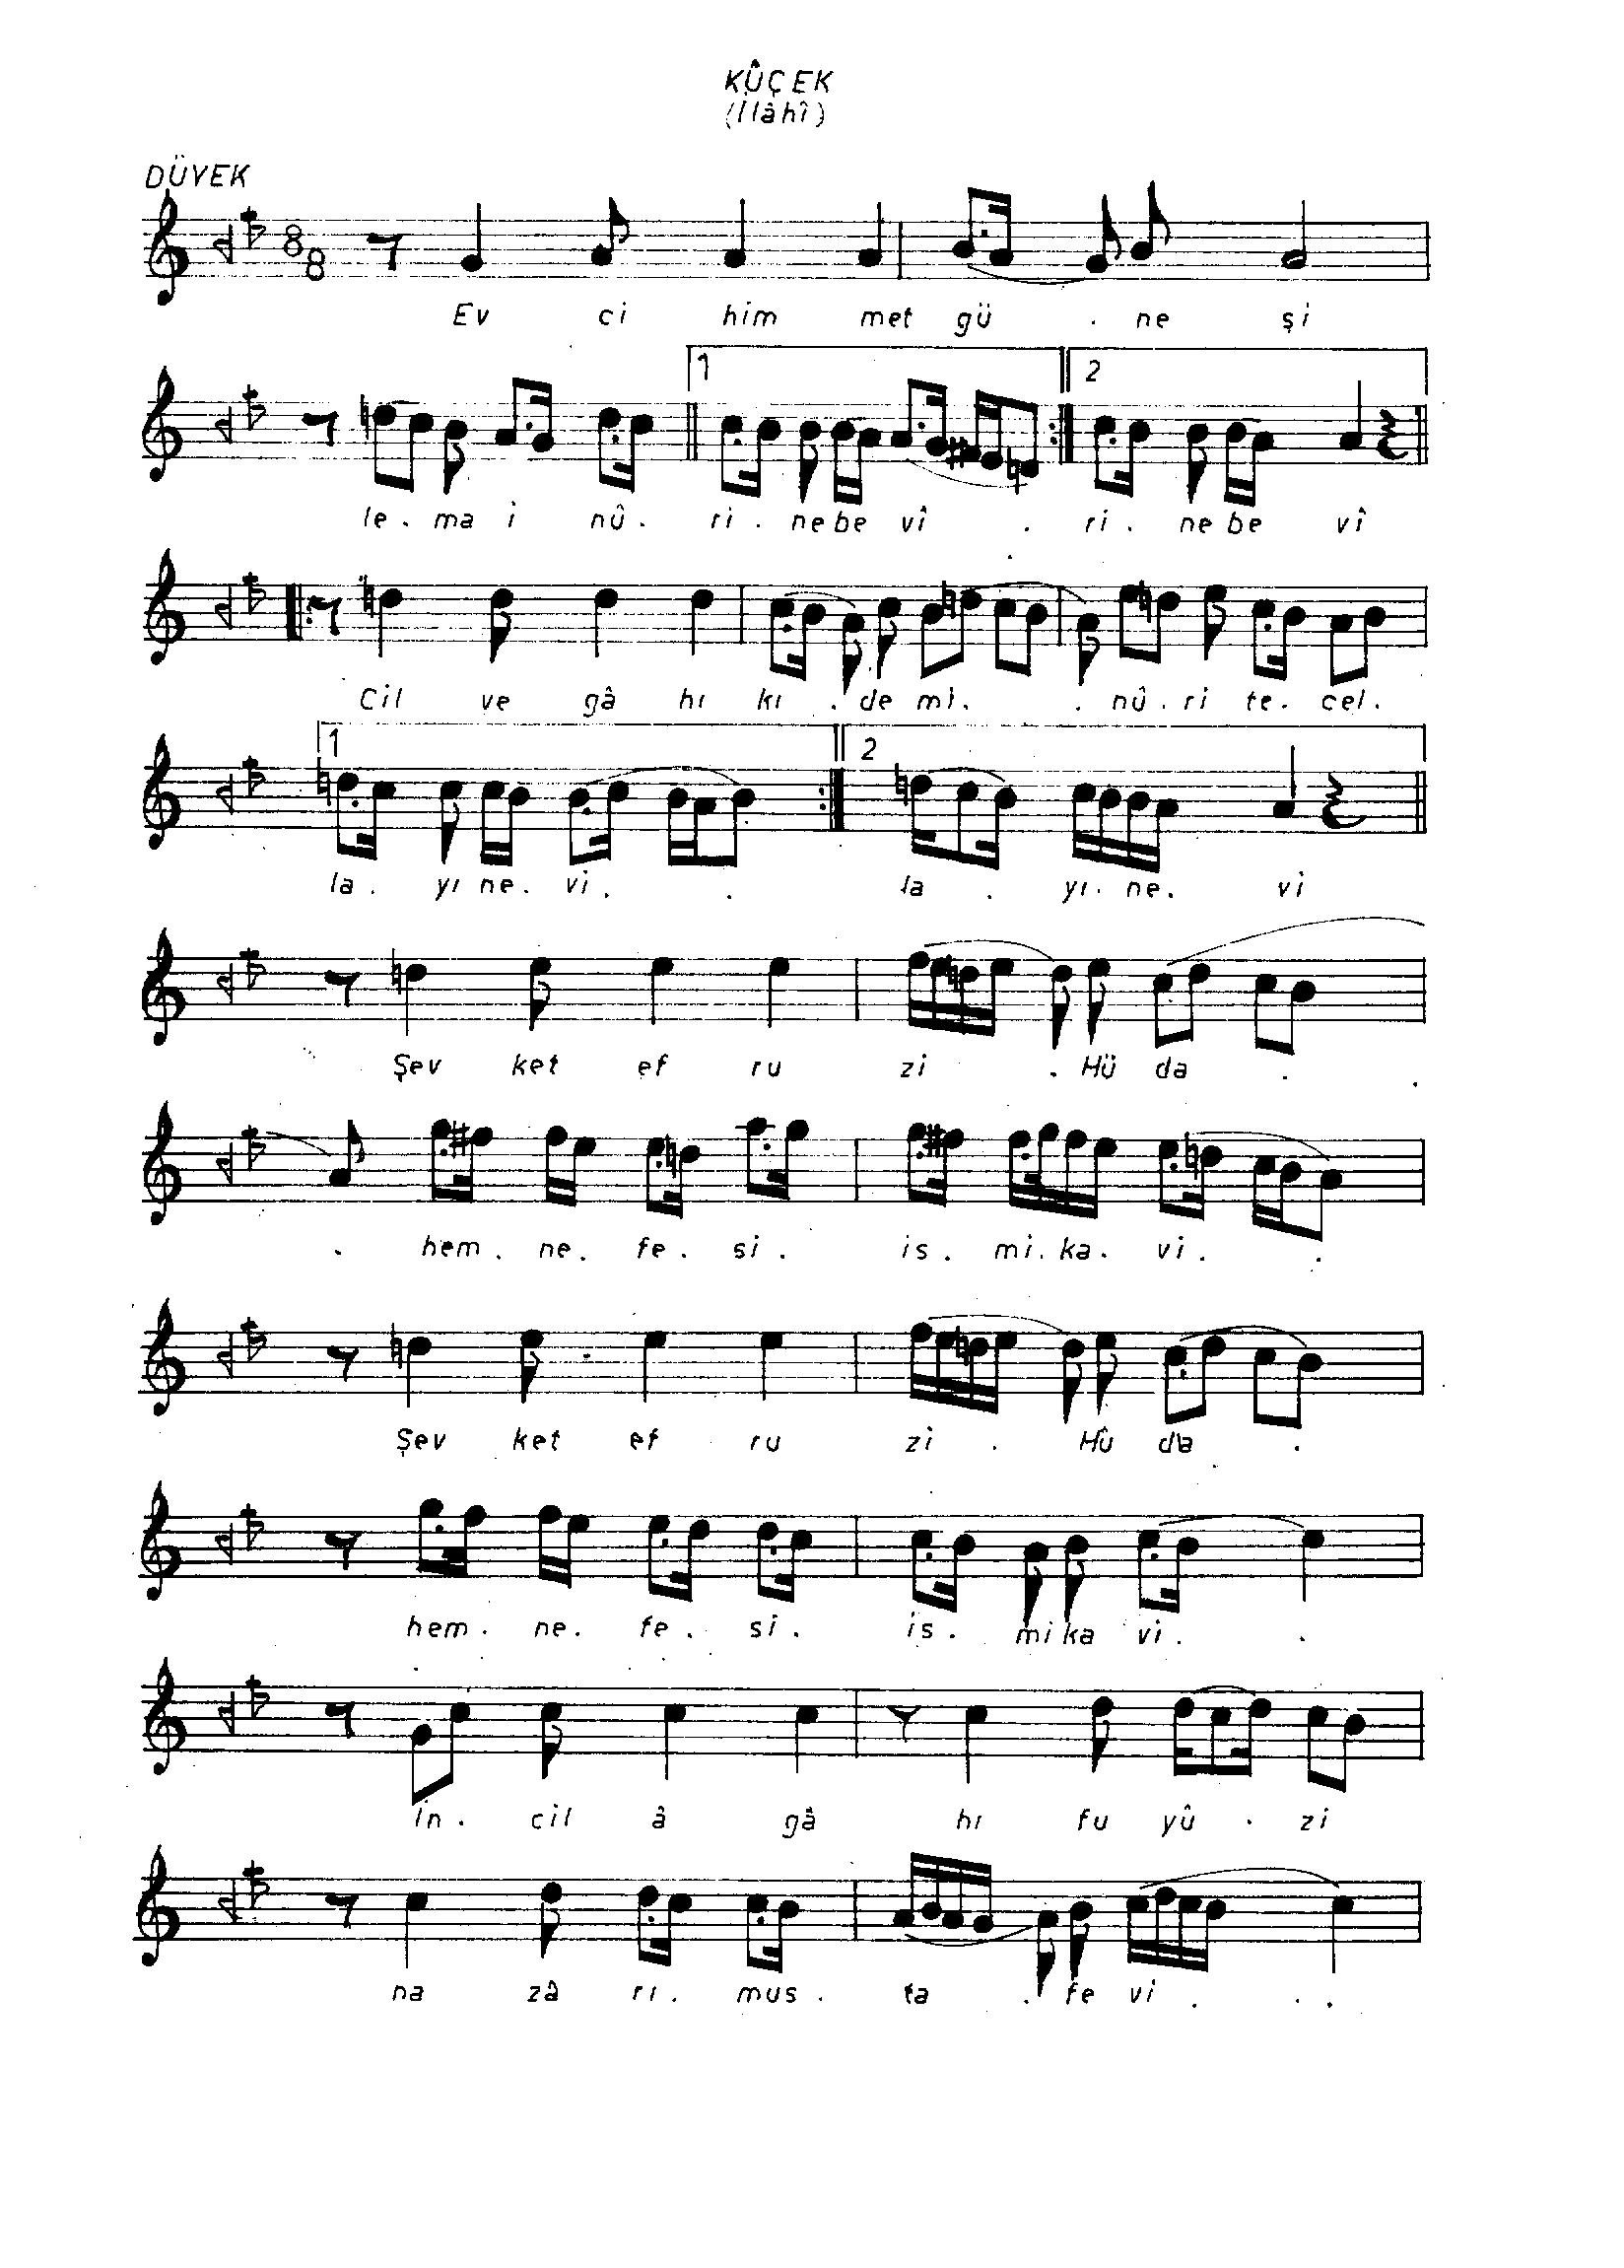 KÛÇEK
(İlâhî)
DÜYEK
8
8
Ev ci him met gü . ne şi
1 2
le . ma i nû . ri . nebe vî . ri . ne be vî
Cil ve gâ hı kı . de mi . . nû . ri te . cel .
1 2
la . yı ne . vi . . la . yı . ne . vi
Şev ket ef ru zi . Hü da . .
. hem . ne . fe . si . is . mi . ka . vi . .
Şev ket ef ru zi . Hû da .
hem . ne . fe . si . is . mi ka vi . .
İn . cil â gâ hı fu yû . zi
na zâ rı . mus . ta . fe vi . . .